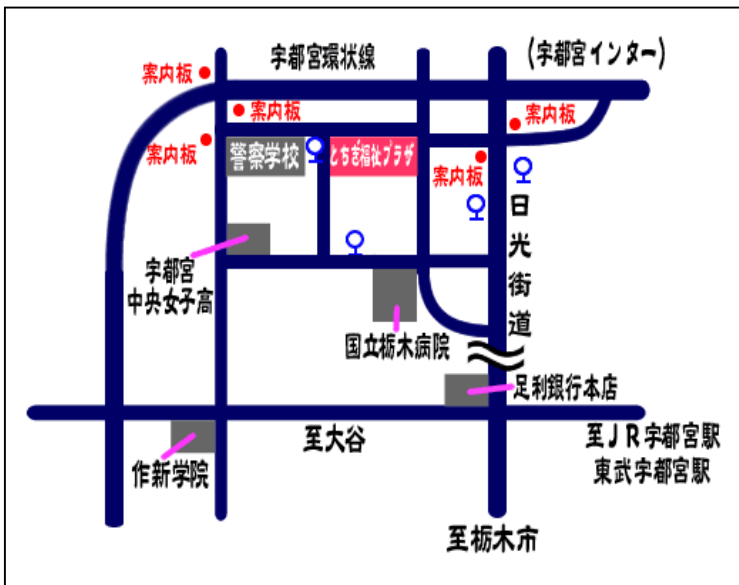 宇都宮環状線
(宇都宮インター)
案内板
案内板
案内板
案内板
警察学校
とちぎ福祉プラザ
案内板
日光街道
宇都宮
中央女子高
国立栃木病院
足利銀行本店
至大谷
至JR宇都宮駅
東武宇都宮駅
作新学院
至栃木市